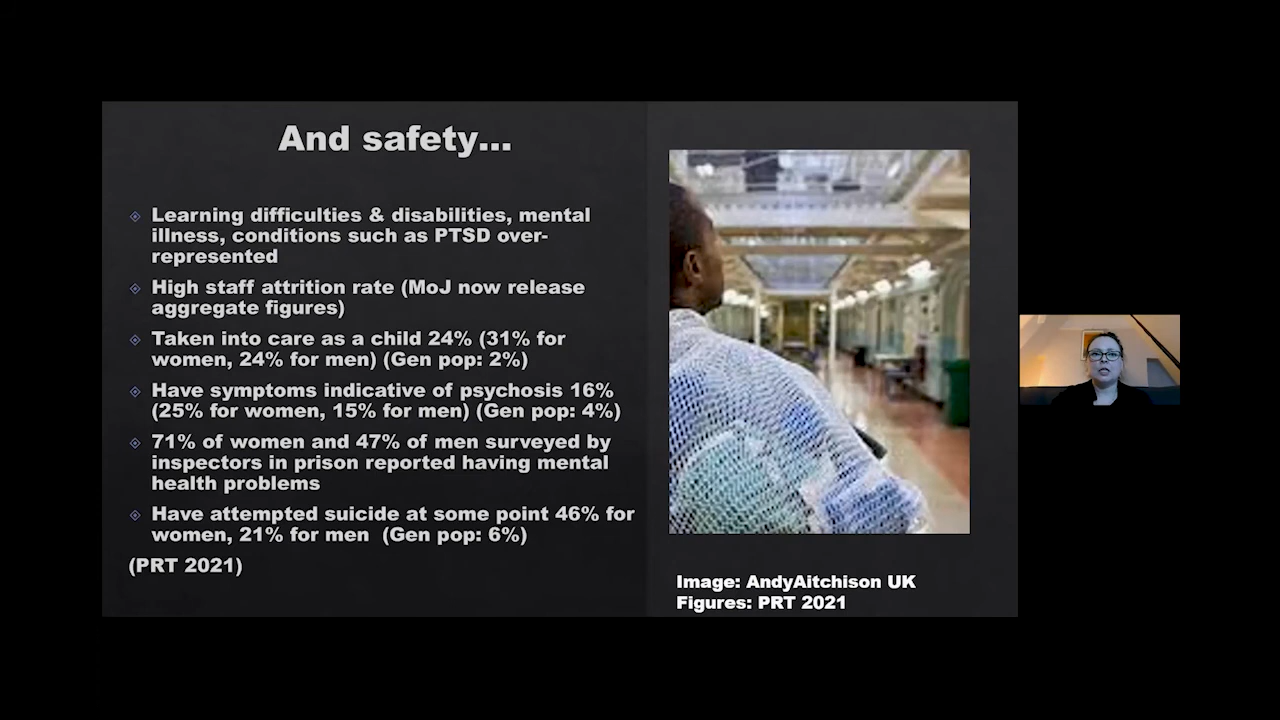 And safety...
Learning difficulties & disabilities, mental
illness, conditions such as PTSD over-
represented
High staff attrition rate (MoJ now release
aggregate figures)
Taken into care as a child 24% (31% for
women, 24% for men) (Gen pop: 2%)
Have symptoms indicative of psychosis 16%
(25% for women, 15% for men) (Gen pop: 4%)
71% of women and 47% of men surveyed by
inspectors in prison reported having mental
health problems
Have attempted suicide at some point 46% for
women, 21% for men (Gen pop: 6%)
(PRT 2021)
Image: AndyAitchison UK
Figures: PRT 2021